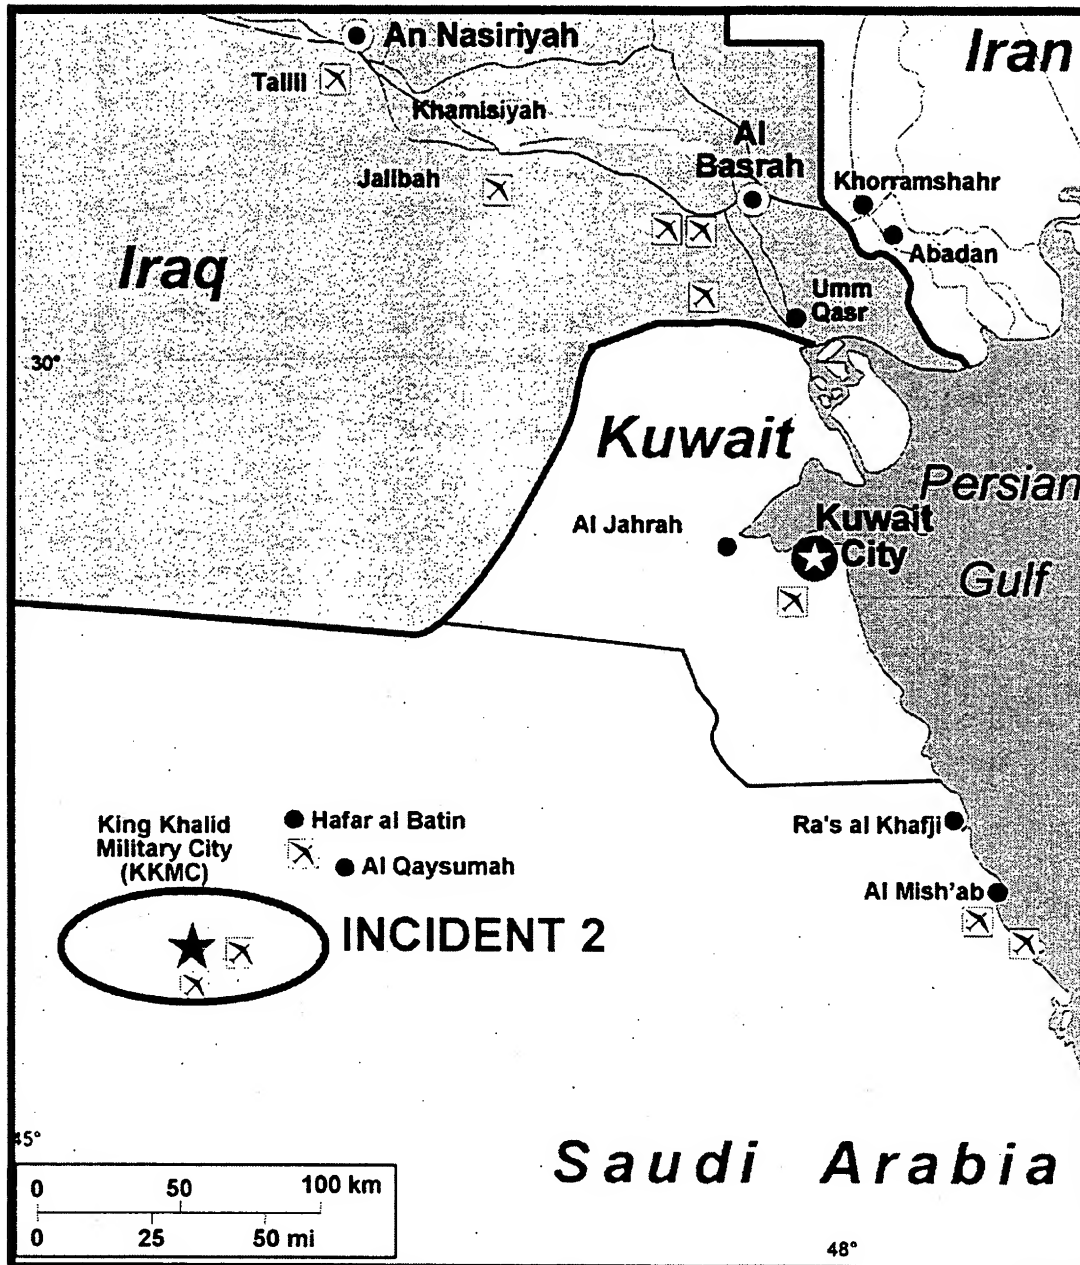 An Nasiriyah
Iran
Tallil
Khamisiyah
Al
Basrah
Jalibah
Khorramshahr
Abadan
Iraq
Umm
Qasr
30°
Kuwait
Persian
Al Jahrah
Kuwait
City
Gulf
King Khalid
Military City
(KKMC)
Hafar al Batin
Al Qaysumah
Ra's al Khafji
Al Mish'ab
INCIDENT 2
45°
Saudi Arabia
0 50 100 km
0 25 50 mi
48°